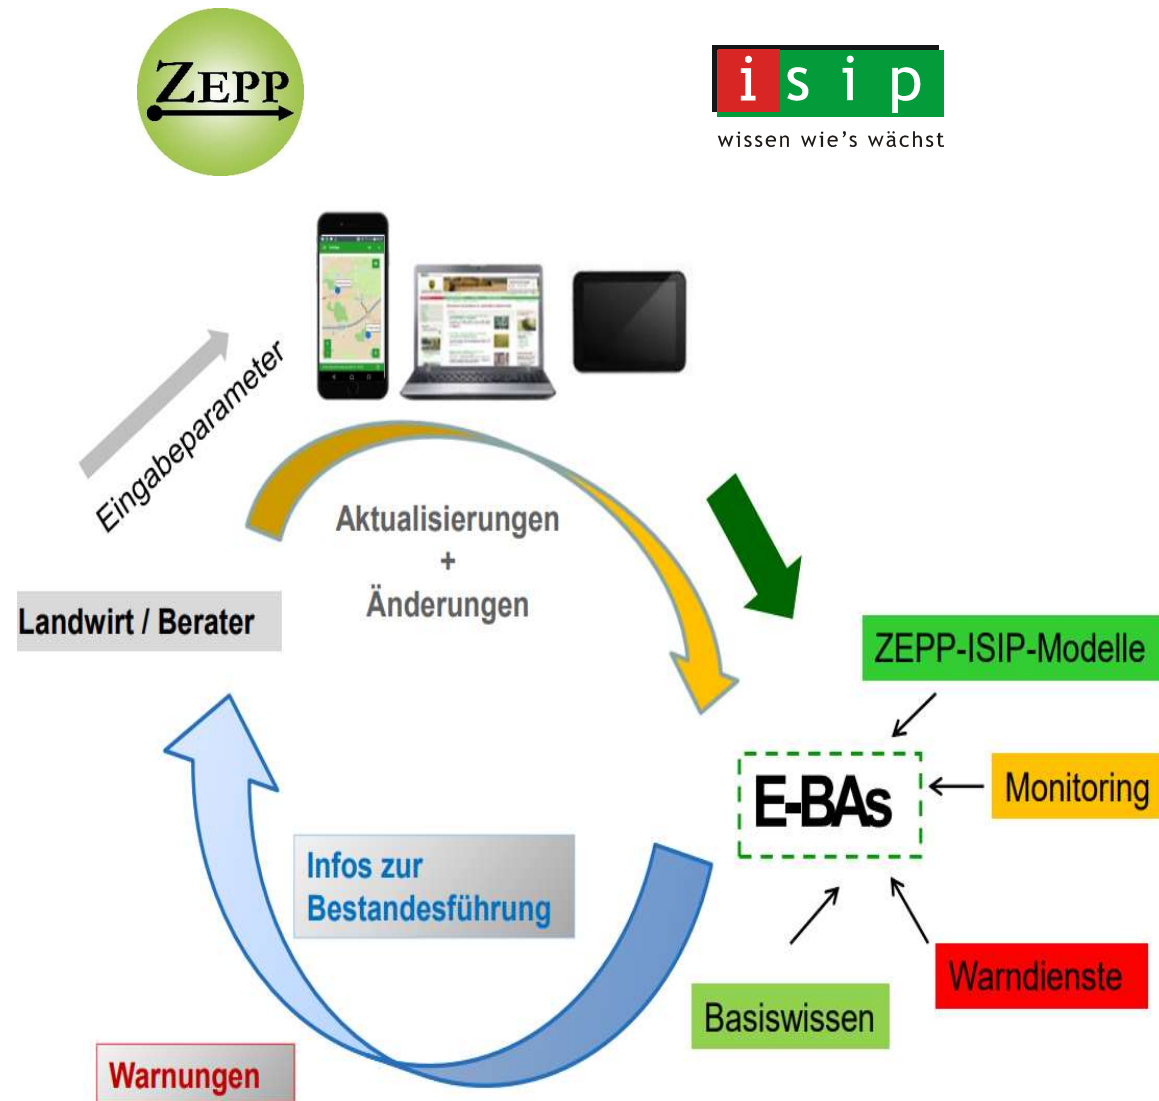 ZEPP
isip
wissen wie's wächst
Eingabeparameter
Aktualisierungen
+
Änderungen
Landwirt / Berater
ZEPP-ISIP-Modelle
E-BAs
Monitoring
Infos zur
Bestandesführung
Warndienste
Basiswissen
Warnungen